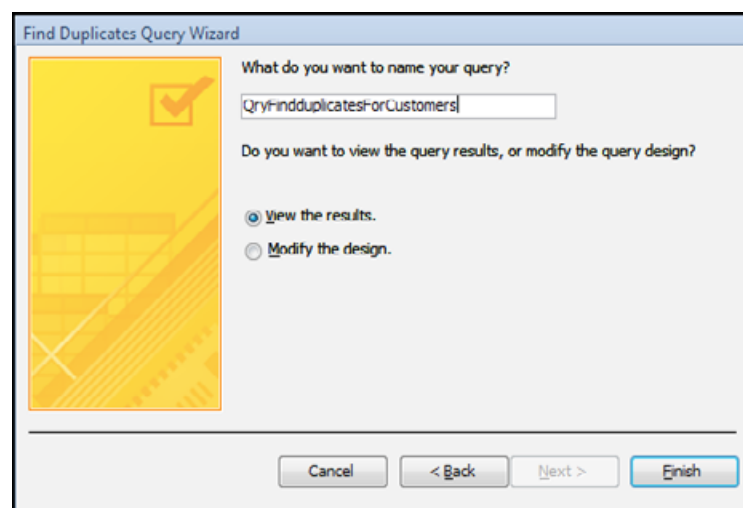 Find Duplicates Query Wizard
What do you want to name your query?
QryFindduplicatesForCustomers
Do you want to view the query results, or modify the query design?
View the results.
Modify the design.
Cancel
< Back
Next >
Finish